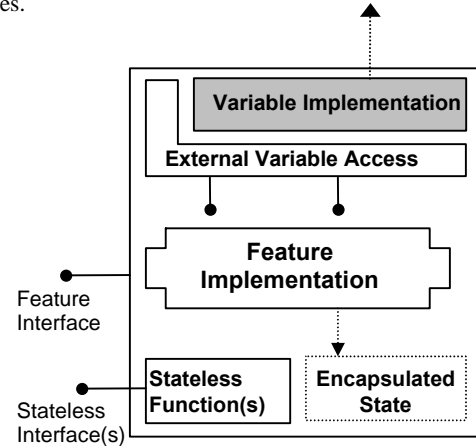 es.
Variable Implementation
External Variable Access
Feature
Implementation
Feature
Interface
Stateless
Function(s)
Encapsulated
State
Stateless
Interface(s)